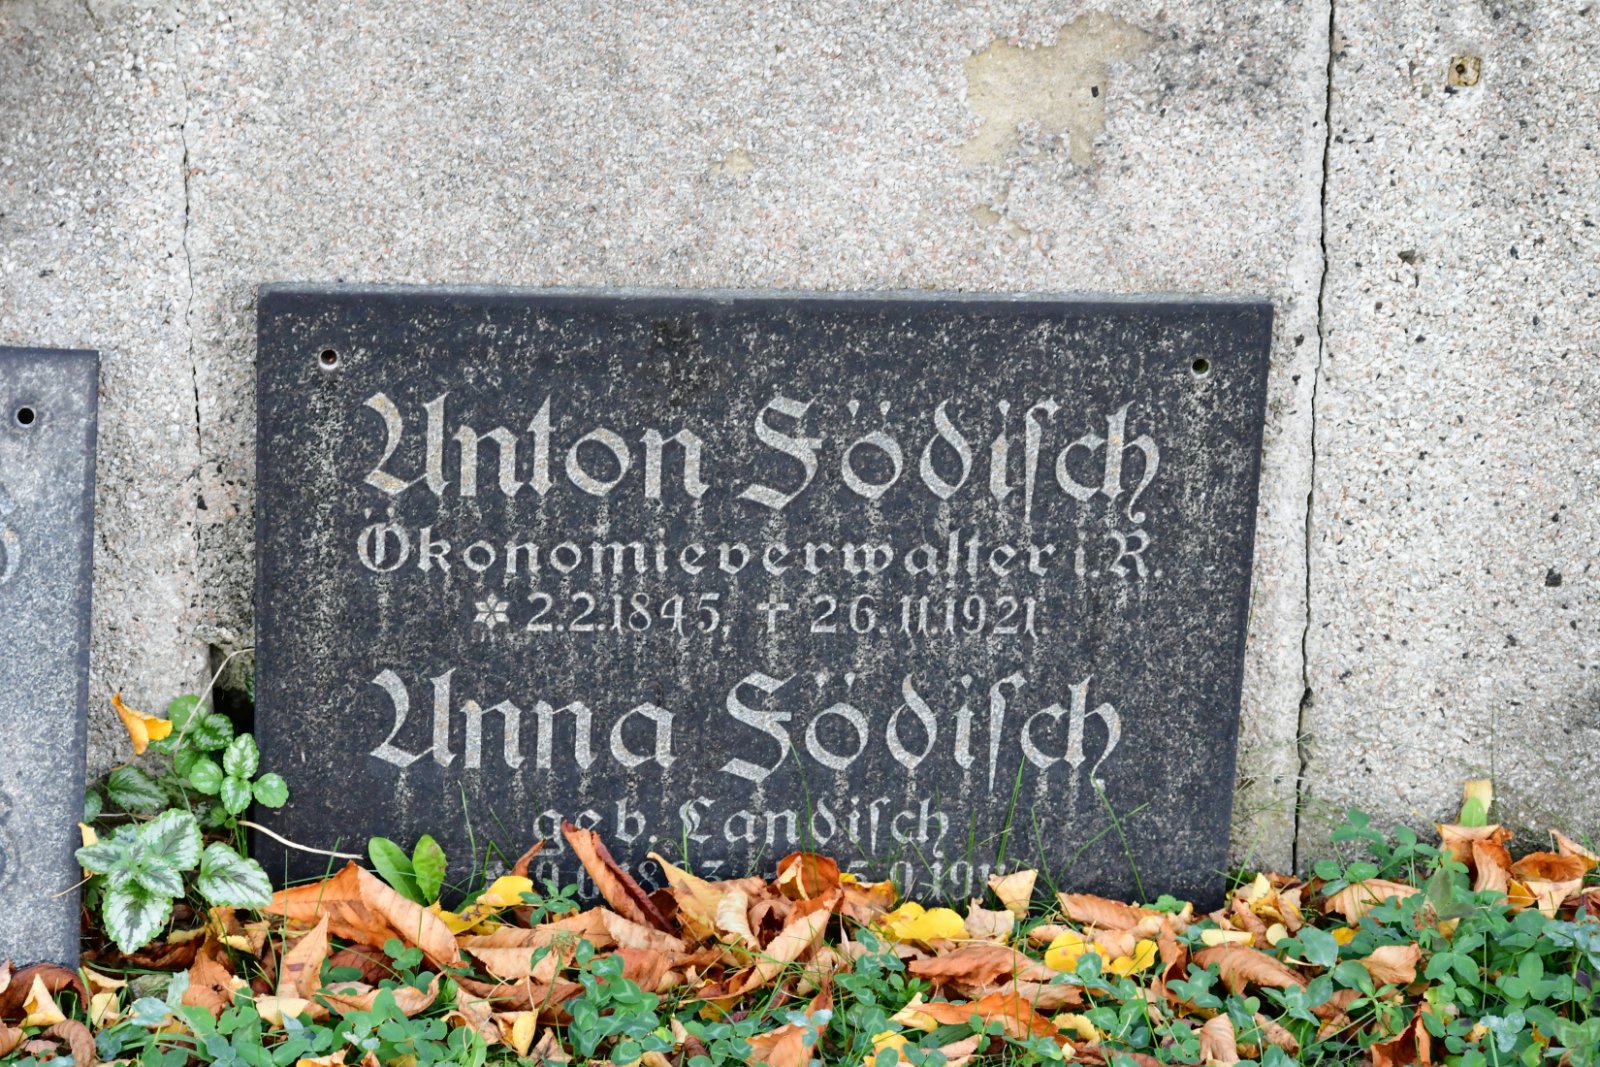 Anton Södisch
Ökonomieverwalter i. R.
* 2.2.1845, † 26.11.1921.
Anna Södisch
geb. Landisch